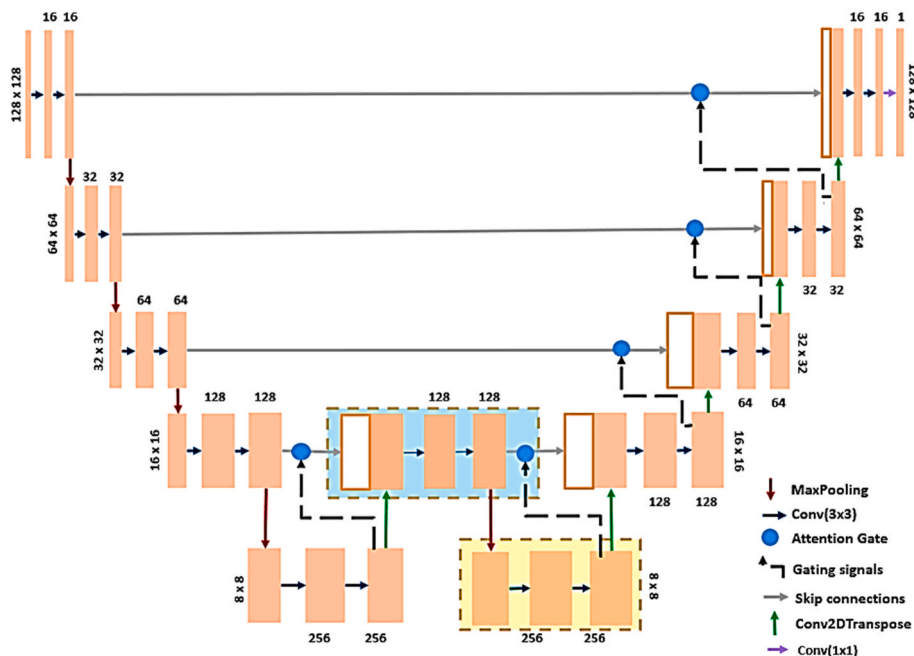 16 16
128 x 128
16 16 1
128 x 128
32 32
64 x 64
64 x 64
32 32
64 64
32 x 32
32 x 32
64 64
128 128
16 x 16
128 128
16 x 16
128 128
8 x 8
256 256
8 x 8
256 256
MaxPooling
Conv(3x3)
Attention Gate
Gating signals
Skip connections
Conv2DTranspose
Conv(1x1)